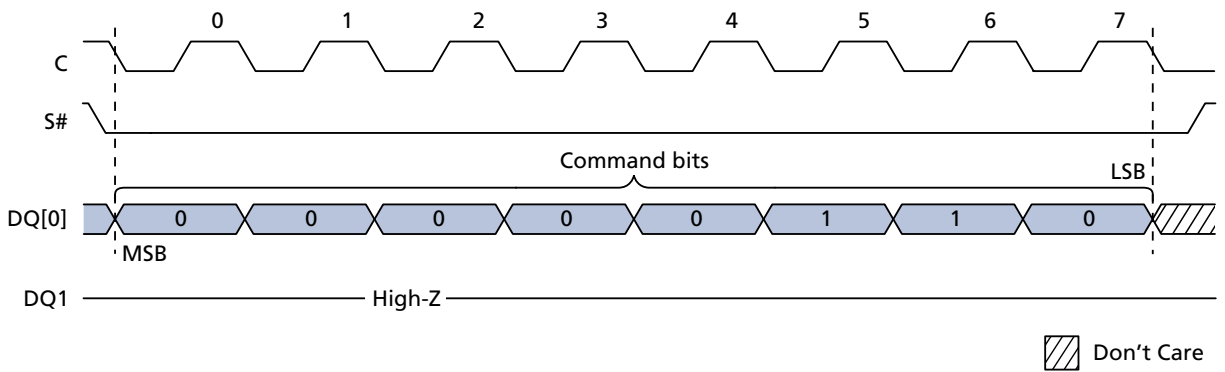 0 1 2 3 4 5 6 7
C
S#
Command bits
LSB
DQ[0] 0 0 0 0 0 1 1 0
MSB
DQ1 High-Z
Don't Care